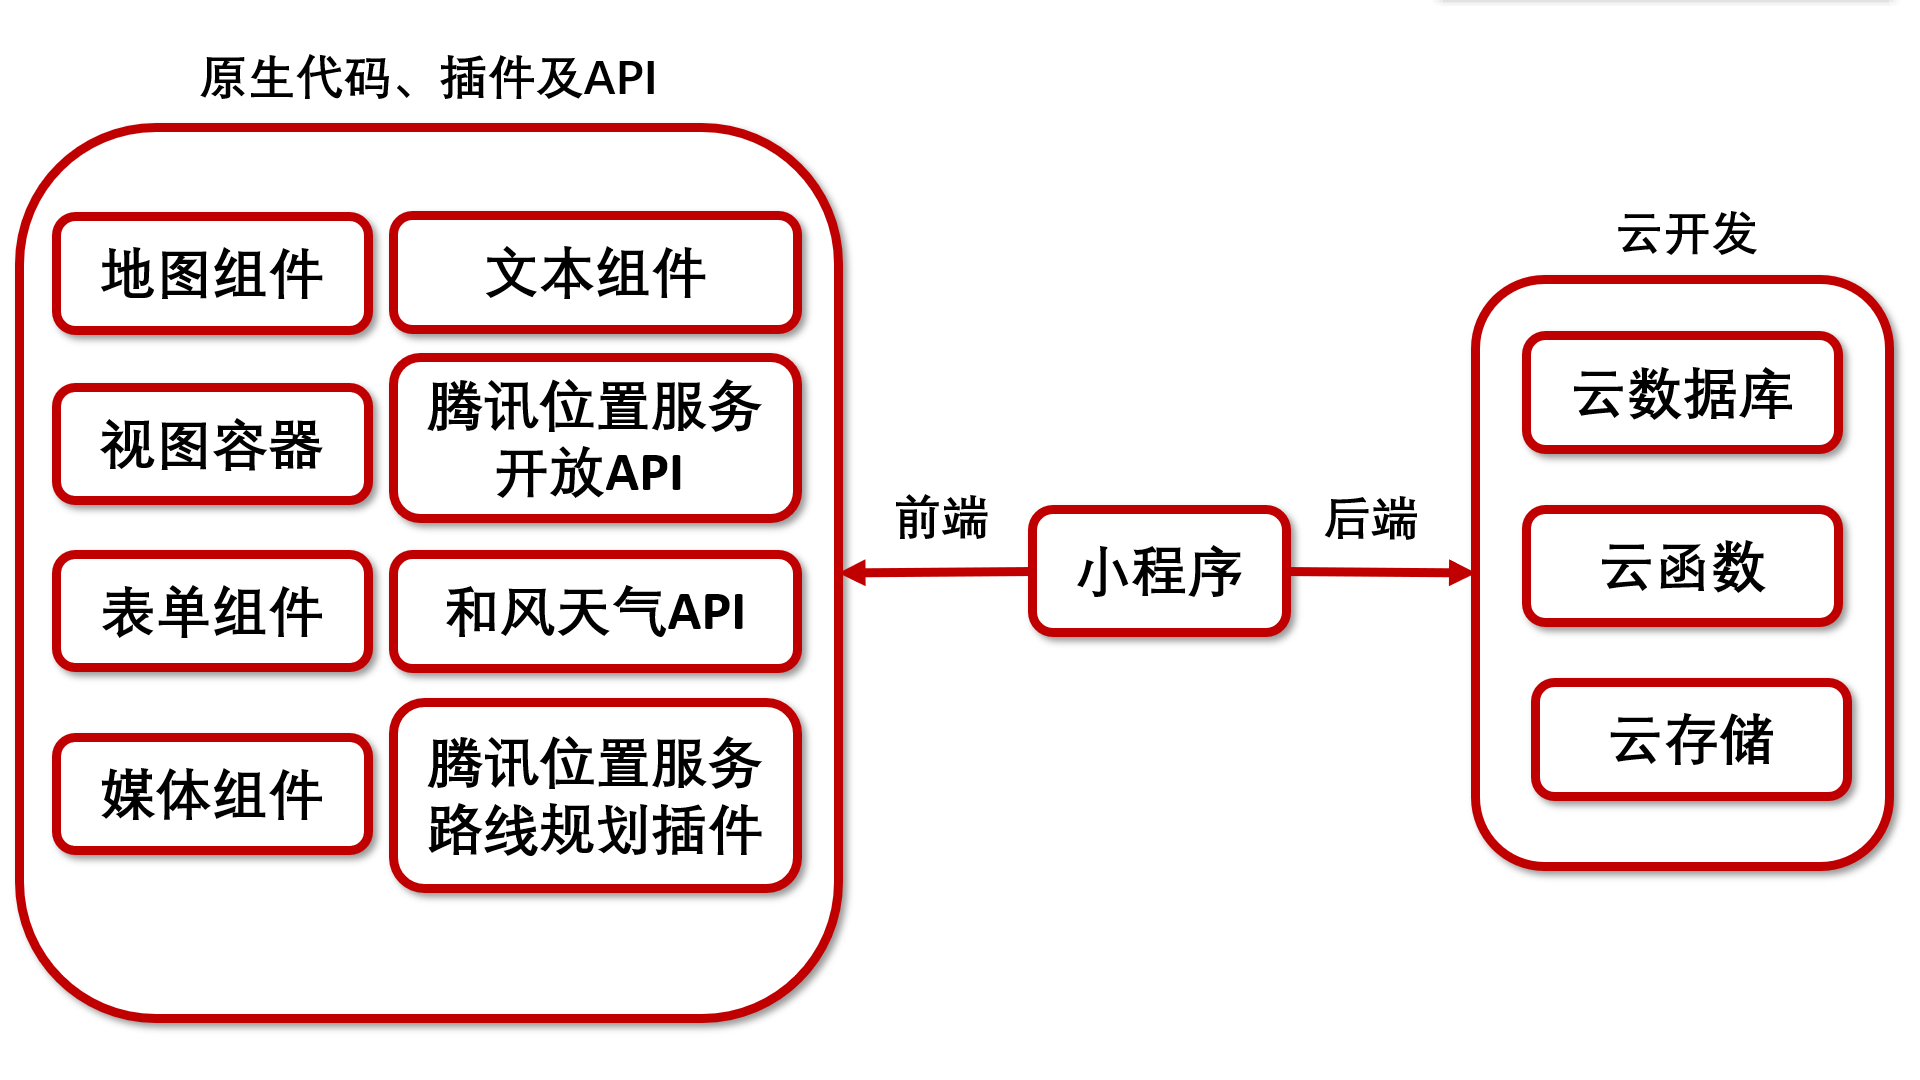 原生代码、插件及API
地图组件
文本组件
视图容器
腾讯位置服务
开放API
表单组件
和风天气API
媒体组件
腾讯位置服务
路线规划插件
前端
小程序
后端
云开发
云数据库
云函数
云存储